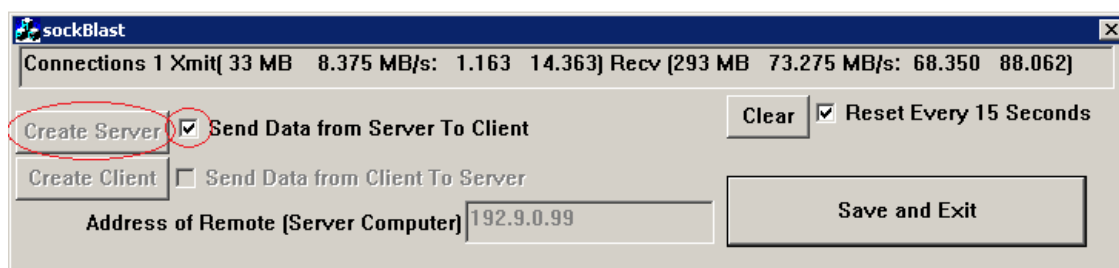 sockBlast
Connections 1 Xmit( 33 MB 8.375 MB/s: 1.163 14.363) Recv (293 MB 73.275 MB/s: 68.350 88.062)
Create Server Send Data from Server To Client
Clear Reset Every 15 Seconds
Create Client Send Data from Client To Server
Address of Remote (Server Computer) 192.9.0.99
Save and Exit